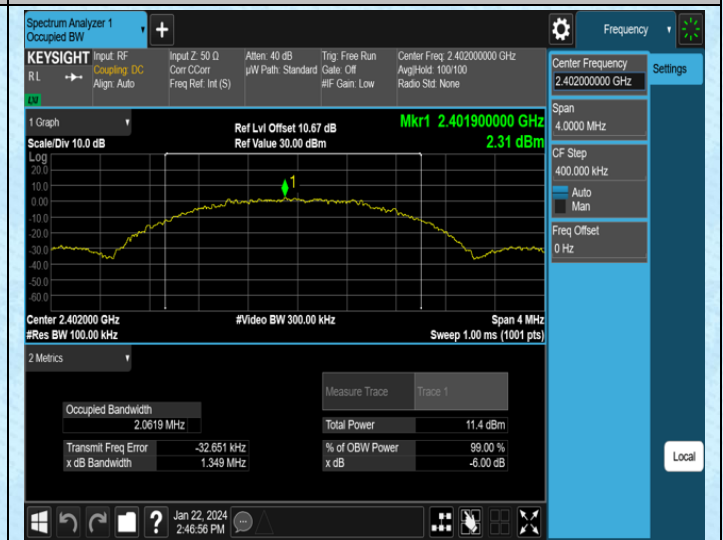 Spectrum Analyzer 1
Occupied BW
+
Frequency
KEYSIGHT
R L
LXI
Input: RF
Coupling: DC
Align: Auto
Input Z: 50 Ω
Corr CCorr
Freq Ref: Int (S)
Atten: 40 dB
µW Path: Standard
Trig: Free Run
Gate: Off
#IF Gain: Low
Center Freq: 2.402000000 GHz
Avg|Hold: 100/100
Radio Std: None
Center Frequency
2.402000000 GHz
Settings
Span
4.0000 MHz
CF Step
400.000 kHz
Auto
Man
Freq Offset
0 Hz
Local
1 Graph
Scale/Div 10.0 dB
Ref Lvl Offset 10.67 dB
Ref Value 30.00 dBm
Mkr1 2.401900000 GHz
2.31 dBm
Log
20.0
10.0
0.00
-10.0
-20.0
-30.0
-40.0
-50.0
-60.0
1
Center 2.402000 GHz
#Video BW 300.00 kHz
Span 4 MHz
#Res BW 100.00 kHz
Sweep 1.00 ms (1001 pts)
2 Metrics
Measure Trace
Trace 1
Occupied Bandwidth
2.0619 MHz
Total Power
11.4 dBm
Transmit Freq Error
-32.651 kHz
% of OBW Power
99.00 %
x dB Bandwidth
1.349 MHz
x dB
-6.00 dB
?
Jan 22, 2024
2:46:56 PM